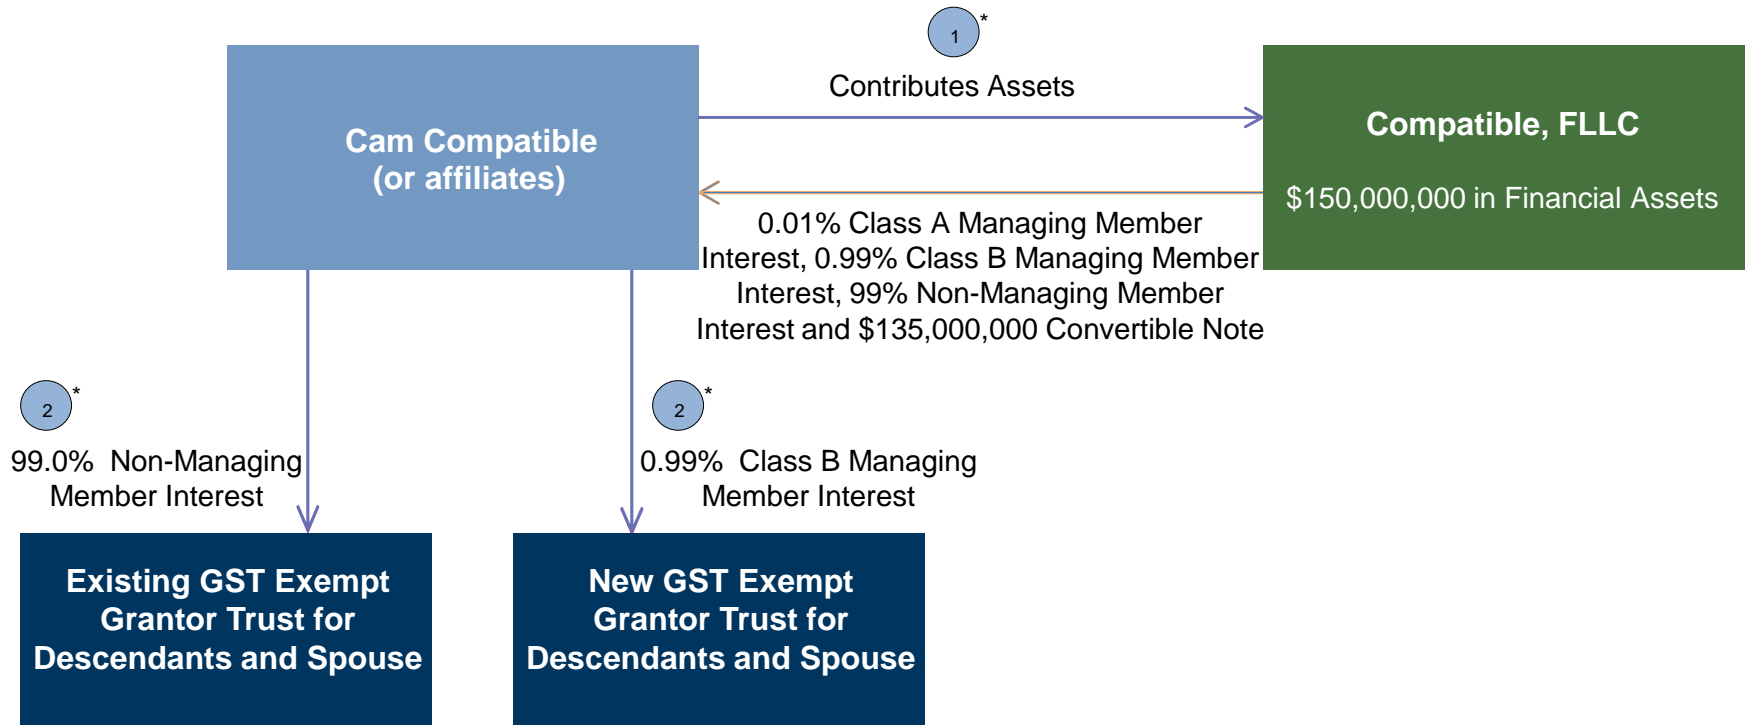 1
*
Contributes Assets
Cam Compatible
(or affiliates)
Compatible, FLLC
$150,000,000 in Financial Assets
0.01% Class A Managing Member
Interest, 0.99% Class B Managing Member
Interest, 99% Non-Managing Member
Interest and $135,000,000 Convertible Note
2
*
99.0% Non-Managing
Member Interest
2
*
0.99% Class B Managing
Member Interest
Existing GST Exempt
Grantor Trust for
Descendants and Spouse
New GST Exempt
Grantor Trust for
Descendants and Spouse